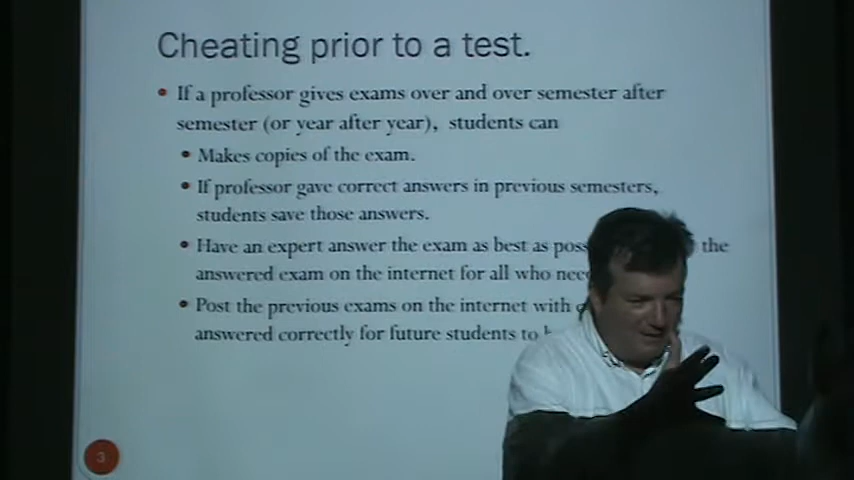 Cheating prior to a test.
• If a professor gives exams over and over semester after
semester (or year after year), students can
• Makes copies of the exam.
• If professor gave correct answers in previous semesters,
students save those answers.
• Have an expert answer the exam as best as the
answered exam on the internet for all who
• Post the previous exams on the internet with
answered correctly for future students to
3